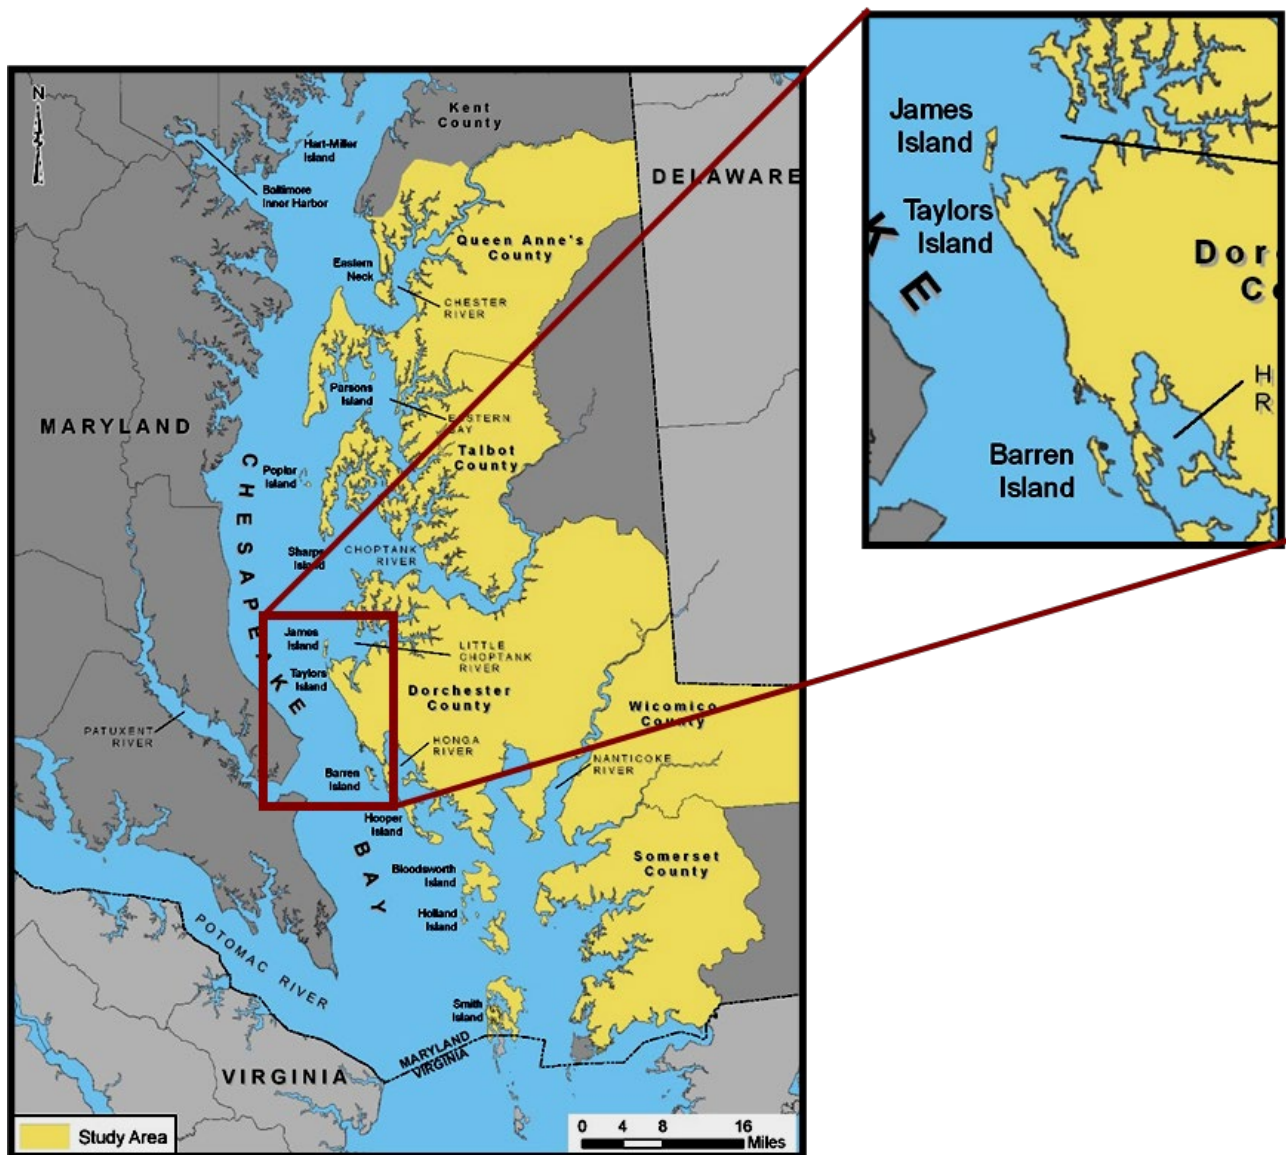 N
Kent
County
Hart-Miller
Island
Baltimore
Inner Harbor
DELAWARE
Queen Anne's
County
Eastern
Neck
CHESTER
RIVER
Parsons
Island
EASTERN
BAY
MARYLAND
Talbot
County
Poplar
Island
CHESAPEAKE
BAY
Sharps
Island
CHOPTANK
RIVER
James
Island
LITTLE
CHOPTANK
RIVER
Taylors
Island
Dorchester
County
Wicomico
County
PATUXENT
RIVER
HONGA
RIVER
NANTICOKE
RIVER
Barren
Island
Hooper
Island
Somerset
County
Bloodsworth
Island
Holland
Island
POTOMAC RIVER
Smith
Island
MARYLAND
VIRGINIA
VIRGINIA
Study Area
0 4 8 16
Miles
James
Island
Taylors
Island
K E
Dor
Co
H
R
Barren
Island